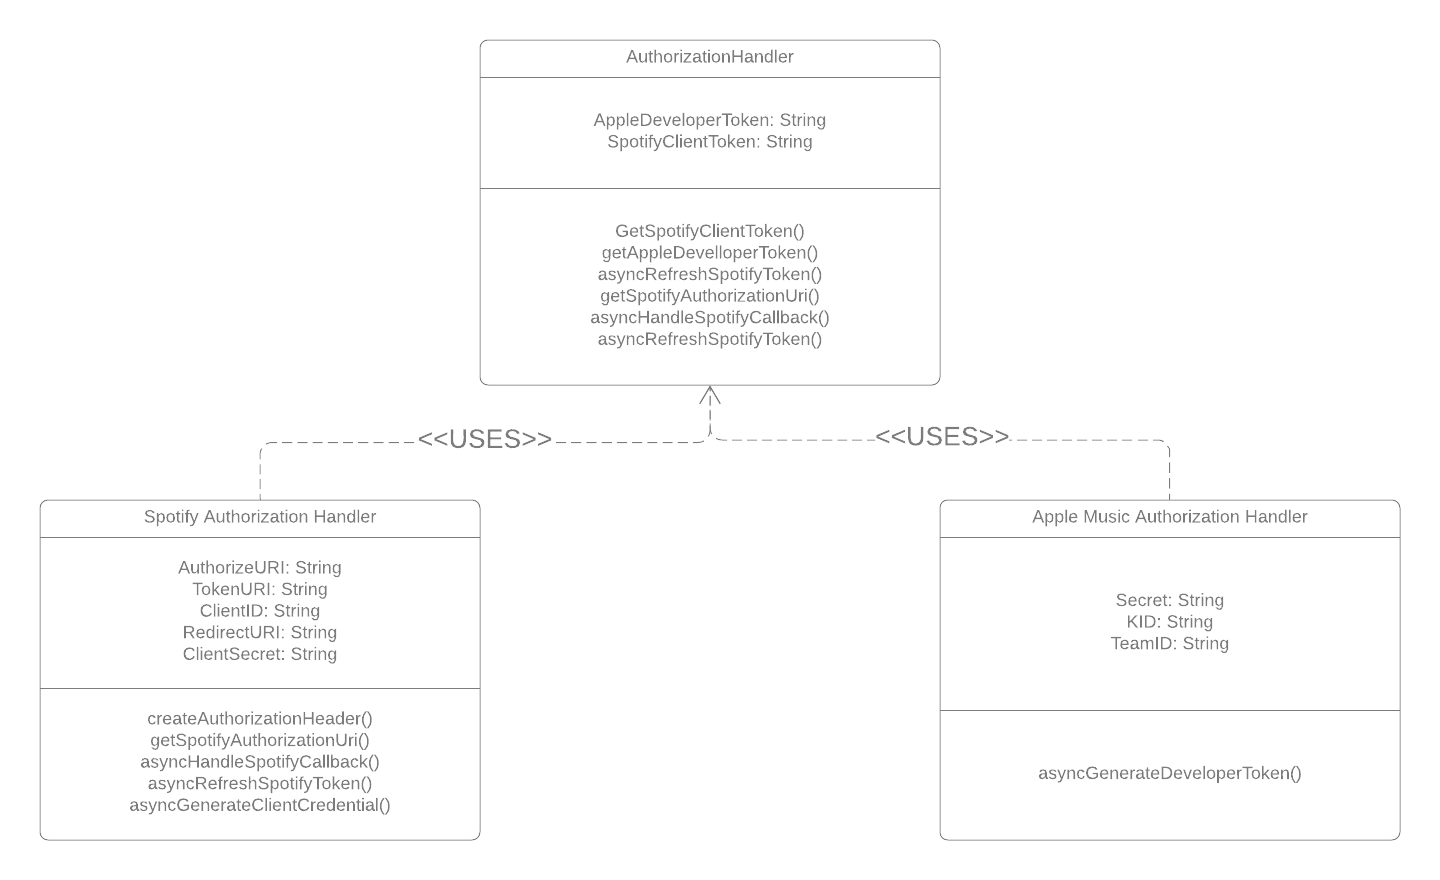 AuthorizationHandler
AppleDeveloperToken: String
SpotifyClientToken: String
GetSpotifyClientToken()
getAppleDevelloperToken()
asyncRefreshSpotifyToken()
getSpotifyAuthorizationUri()
asyncHandleSpotifyCallback()
asyncRefreshSpotifyToken()
<<USES>>
<<USES>>
Spotify Authorization Handler
AuthorizeURI: String
TokenURI: String
ClientID: String
RedirectURI: String
ClientSecret: String
createAuthorizationHeader()
getSpotifyAuthorizationUri()
asyncHandleSpotifyCallback()
asyncRefreshSpotifyToken()
asyncGenerateClientCredential()
Apple Music Authorization Handler
Secret: String
KID: String
TeamID: String
asyncGenerateDeveloperToken()